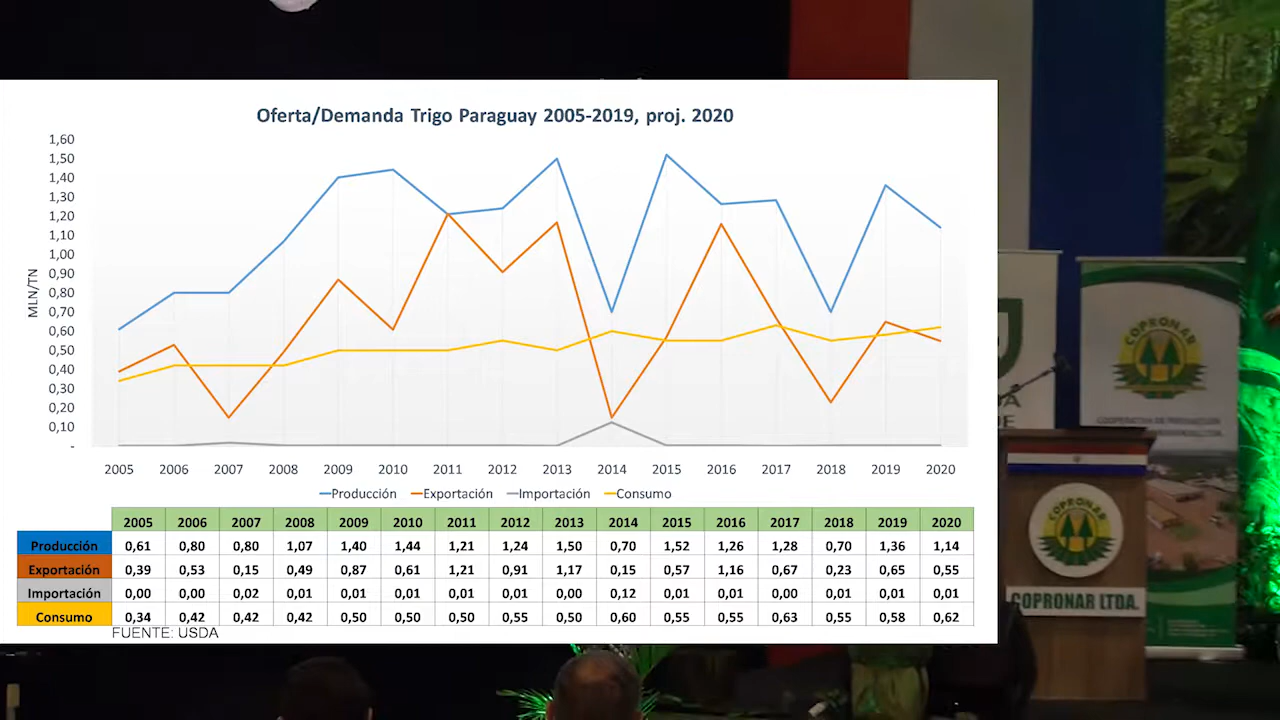 Oferta/Demanda Trigo Paraguay 2005-2019, proj. 2020
MLN/TN
1,60
1,50
1,40
1,30
1,20
1,10
1,00
0,90
0,80
0,70
0,60
0,50
0,40
0,30
0,20
0,10
-
2005 2006 2007 2008 2009 2010 2011 2012 2013 2014 2015 2016 2017 2018 2019 2020
Producción Exportación Importación Consumo
2005 2006 2007 2008 2009 2010 2011 2012 2013 2014 2015 2016 2017 2018 2019 2020
Producción 0,61 0,80 0,80 1,07 1,40 1,44 1,21 1,24 1,50 0,70 1,52 1,26 1,28 0,70 1,36 1,14
Exportación 0,39 0,53 0,15 0,49 0,87 0,61 1,21 0,91 1,17 0,15 0,57 1,16 0,67 0,23 0,65 0,55
Importación 0,00 0,00 0,02 0,01 0,01 0,01 0,01 0,01 0,00 0,12 0,01 0,01 0,00 0,01 0,01 0,01
Consumo 0,34 0,42 0,42 0,42 0,50 0,50 0,50 0,55 0,50 0,60 0,55 0,55 0,63 0,55 0,58 0,62
FUENTE: USDA
COPRONAR
COPRONAR
COPRONAR LTDA.